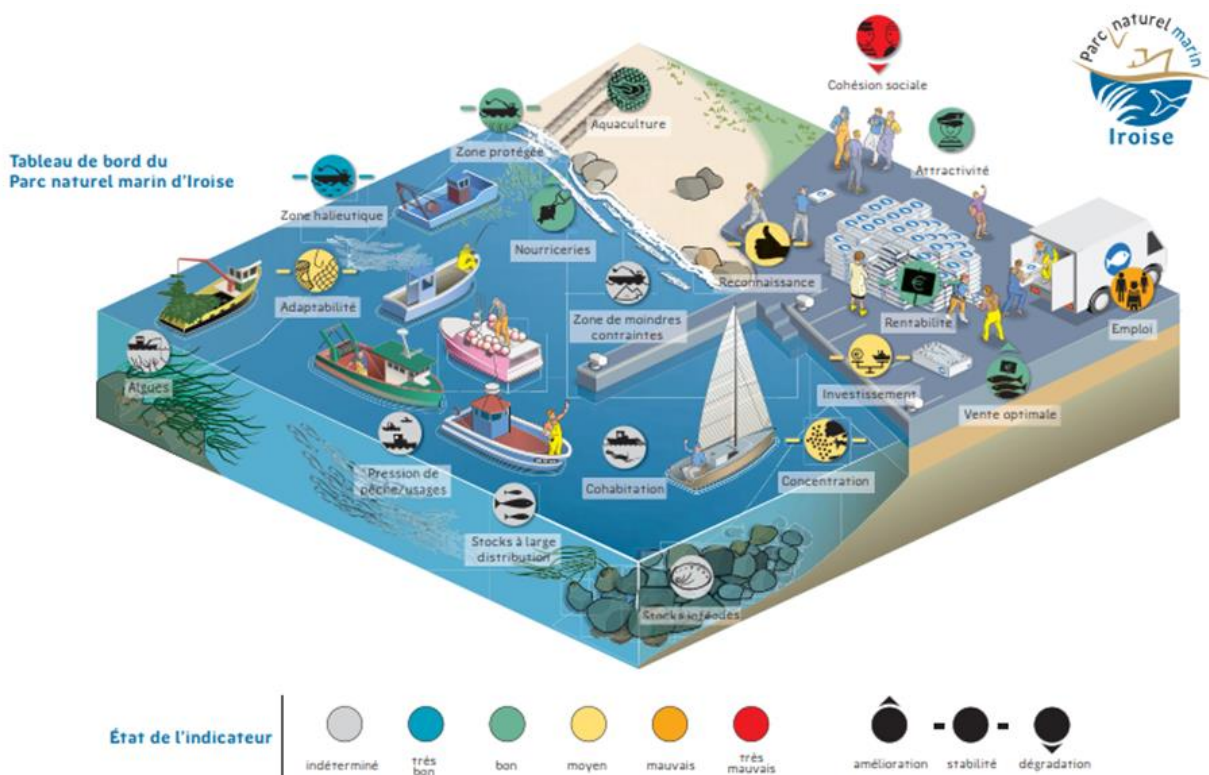 Parc naturel marin
Iroise
Cohésion sociale
Tableau de bord du
Parc naturel marin d'Iroise
Aquaculture
Zone protégée
Attractivité
Zone halieutique
Nourriceries
Reconnaissance
Adaptabilité
Zone de moindres
contraintes
€
Rentabilité
Emploi
Algues
€
Investissement
€
Vente optimale
Pression de
pêche/usages
Cohabitation
Concentration
Stocks à large
distribution
Stocks inféodés
État de l'indicateur
indéterminé
très
bon
bon
moyen
mauvais
très
mauvais
amélioration
stabilité
dégradation